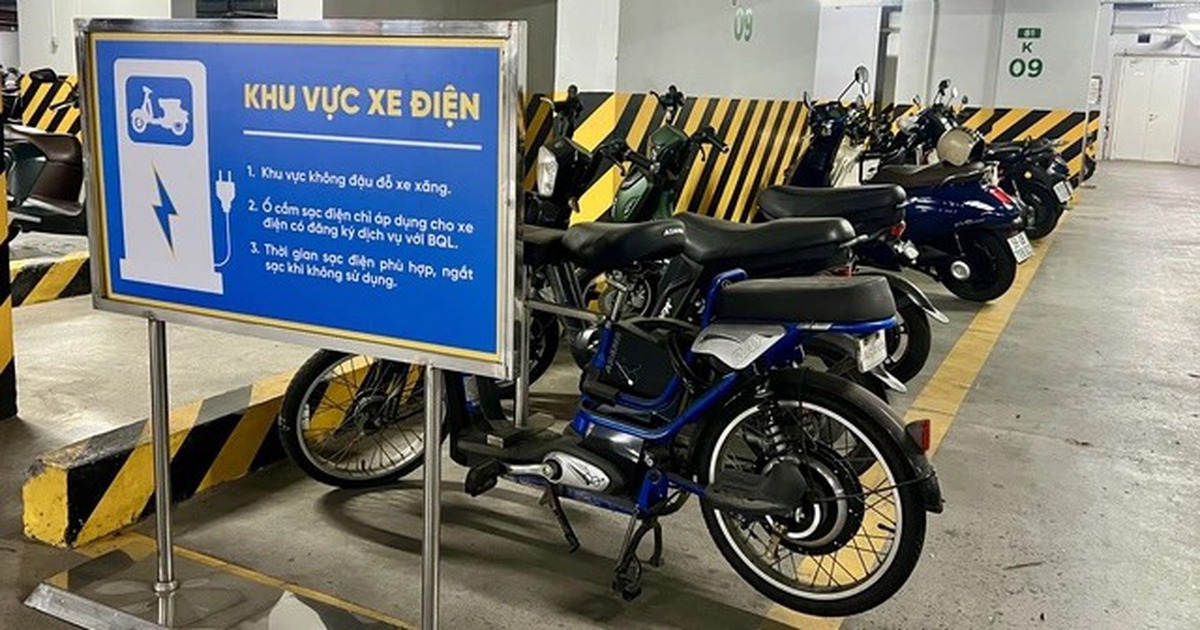 KHU VỰC XE ĐIỆN
1. Khu vực không đậu đỗ xe xăng.
2. Ổ cắm sạc điện chỉ áp dụng cho xe
điện có đăng ký dịch vụ với BQL.
3. Thời gian sạc điện phù hợp, ngắt
sạc khi không sử dụng.
09
B1
K
09